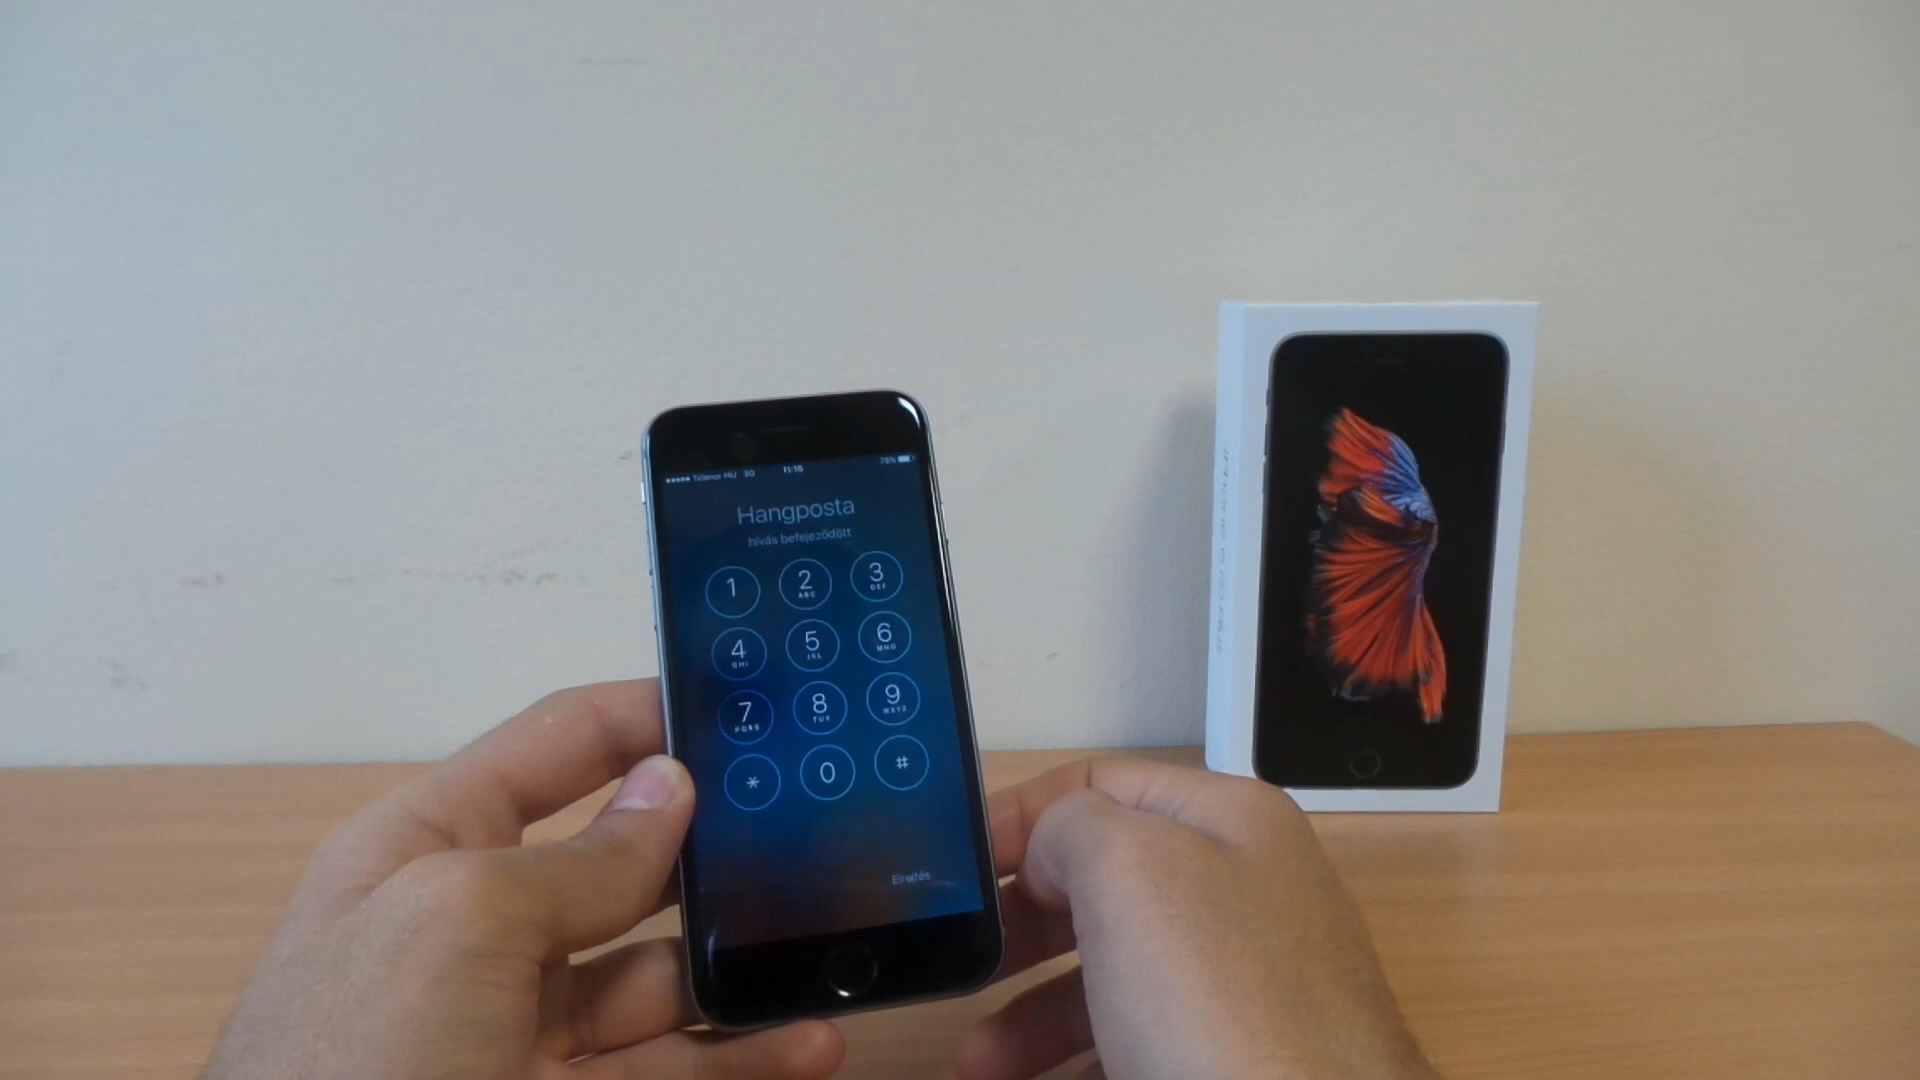 ●●●●● Telenor HU 3G 11:15 78%
Hangposta
hívás befejeződött
1 2 3
ABC DEF
4 5 6
GHI JKL MNO
7 8 9
PQRS TUV WXYZ
* 0 #
Elrejtés